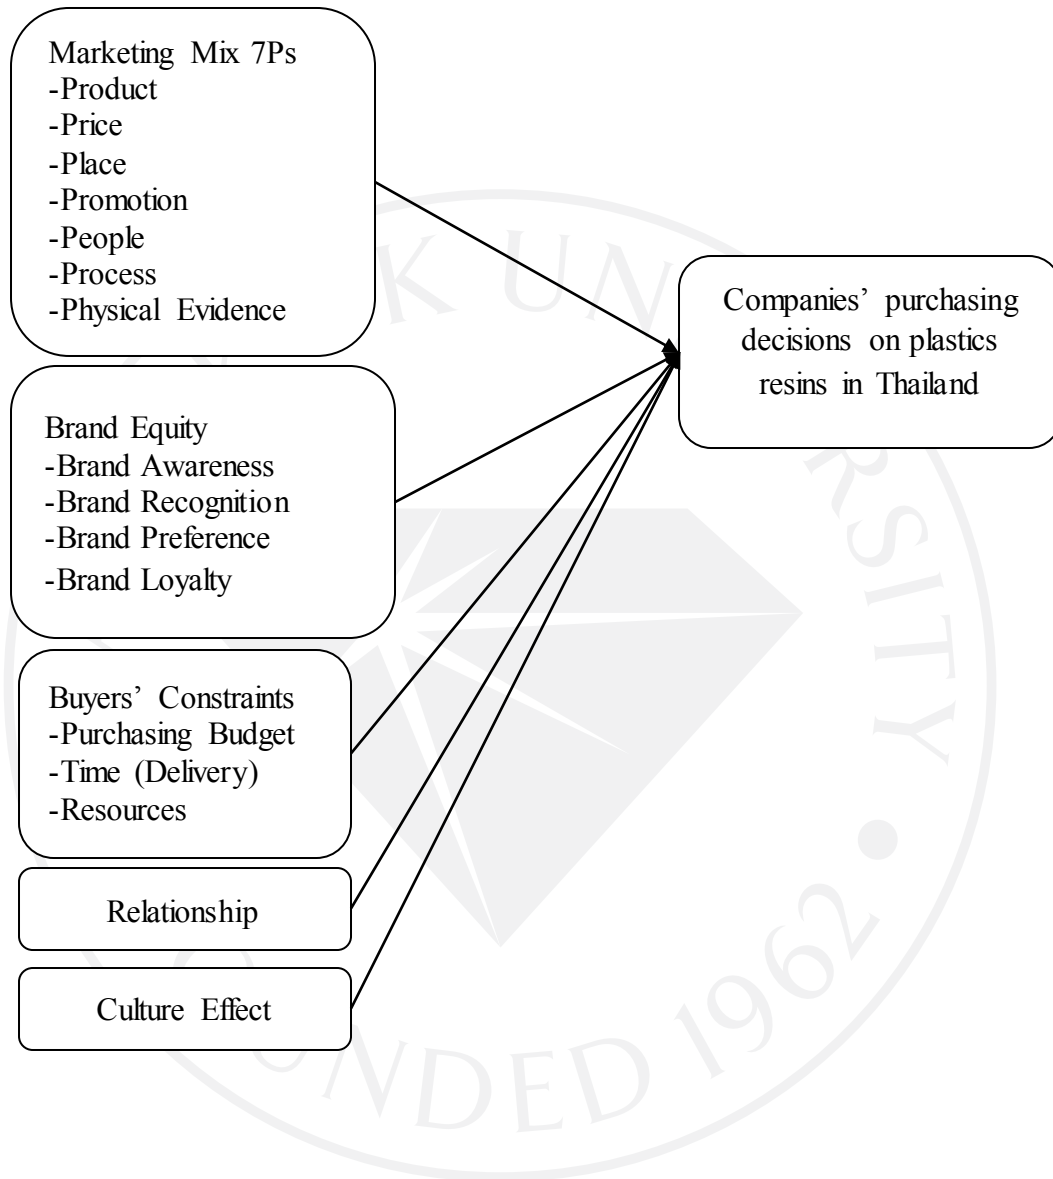 Marketing Mix 7Ps
-Product
-Price
-Place
-Promotion
-People
-Process
-Physical Evidence
Companies’ purchasing
decisions on plastics
resins in Thailand
Brand Equity
-Brand Awareness
-Brand Recognition
-Brand Preference
-Brand Loyalty
Buyers’ Constraints
-Purchasing Budget
-Time (Delivery)
-Resources
Relationship
Culture Effect
1962